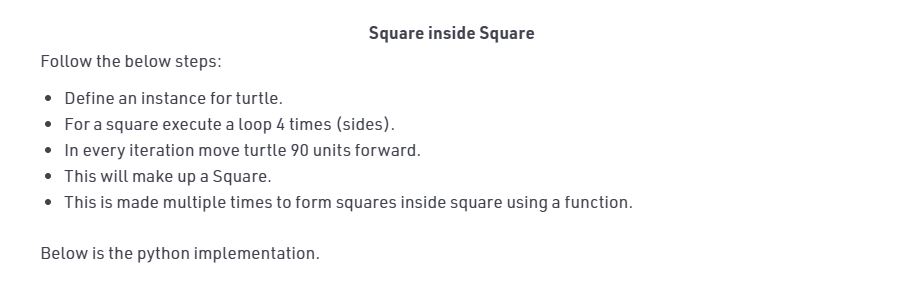 Square inside Square
Follow the below steps:
• Define an instance for turtle.
• For a square execute a loop 4 times (sides).
• In every iteration move turtle 90 units forward.
• This will make up a Square.
• This is made multiple times to form squares inside square using a function.
Below is the python implementation.